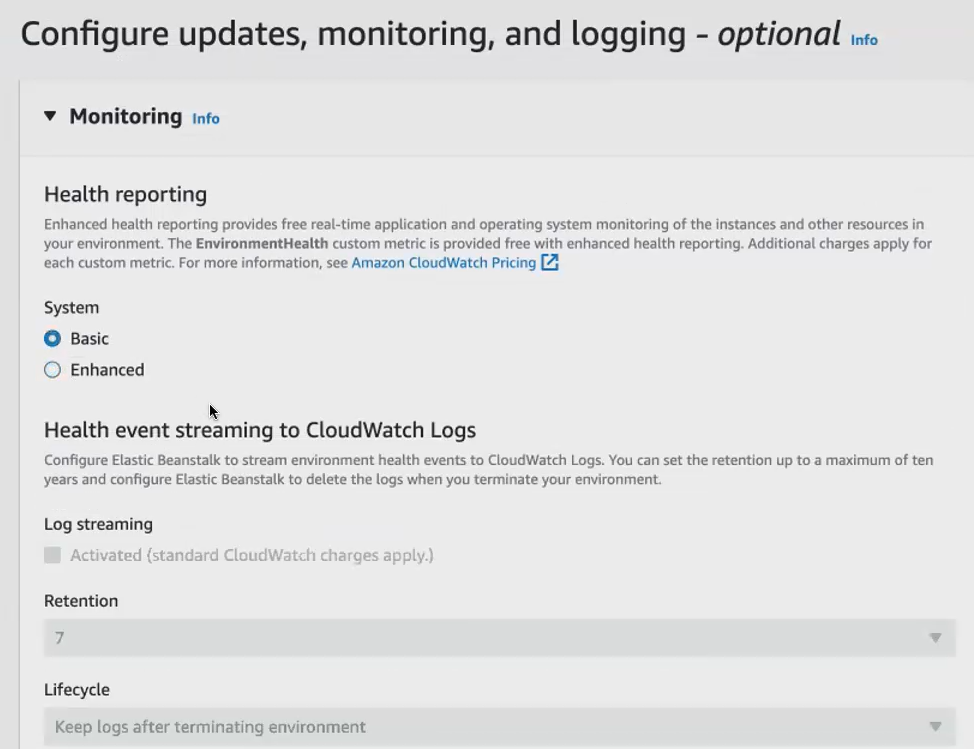 Configure updates, monitoring, and logging - optional Info
Monitoring Info
Health reporting
Enhanced health reporting provides free real-time application and operating system monitoring of the instances and other resources in
your environment. The EnvironmentHealth custom metric is provided free with enhanced health reporting. Additional charges apply for
each custom metric. For more information, see Amazon CloudWatch Pricing
System
Basic
Enhanced
Health event streaming to CloudWatch Logs
Configure Elastic Beanstalk to stream environment health events to CloudWatch Logs. You can set the retention up to a maximum of ten
years and configure Elastic Beanstalk to delete the logs when you terminate your environment.
Log streaming
Activated (standard CloudWatch charges apply.)
Retention
7
Lifecycle
Keep logs after terminating environment